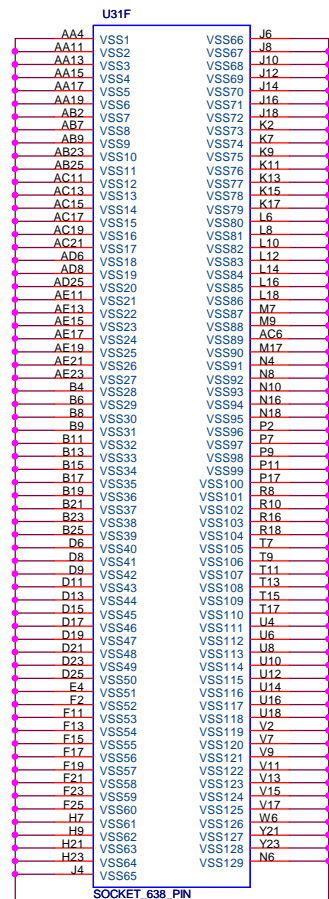 U31F
AA4 VSS1 VSS66 J6
AA11 VSS2 VSS67 J8
AA13 VSS3 VSS68 J10
AA15 VSS4 VSS69 J12
AA17 VSS5 VSS70 J14
AA19 VSS6 VSS71 J16
AB2 VSS7 VSS72 J18
AB7 VSS8 VSS73 K2
AB9 VSS9 VSS74 K7
AB23 VSS10 VSS75 K9
AB25 VSS11 VSS76 K11
AC11 VSS12 VSS77 K13
AC13 VSS13 VSS78 K15
AC15 VSS14 VSS79 K17
AC17 VSS15 VSS80 L6
AC19 VSS16 VSS81 L8
AC21 VSS17 VSS82 L10
AD6 VSS18 VSS83 L12
AD8 VSS19 VSS84 L14
AD25 VSS20 VSS85 L16
AE11 VSS21 VSS86 L18
AE13 VSS22 VSS87 M7
AE15 VSS23 VSS88 M9
AE17 VSS24 VSS89 AC6
AE19 VSS25 VSS90 M17
AE21 VSS26 VSS91 N4
AE23 VSS27 VSS92 N8
B4 VSS28 VSS93 N10
B6 VSS29 VSS94 N16
B8 VSS30 VSS95 N18
B9 VSS31 VSS96 P2
B11 VSS32 VSS97 P7
B13 VSS33 VSS98 P9
B15 VSS34 VSS99 P11
B17 VSS35 VSS100 P17
B19 VSS36 VSS101 R8
B21 VSS37 VSS102 R10
B23 VSS38 VSS103 R16
B25 VSS39 VSS104 R18
D6 VSS40 VSS105 T7
D8 VSS41 VSS106 T9
D9 VSS42 VSS107 T11
D11 VSS43 VSS108 T13
D13 VSS44 VSS109 T15
D15 VSS45 VSS110 T17
D17 VSS46 VSS111 U4
D19 VSS47 VSS112 U6
D21 VSS48 VSS113 U8
D23 VSS49 VSS114 U10
D25 VSS50 VSS115 U12
E4 VSS51 VSS116 U14
F2 VSS52 VSS117 U16
F11 VSS53 VSS118 U18
F13 VSS54 VSS119 V2
F15 VSS55 VSS120 V7
F17 VSS56 VSS121 V9
F19 VSS57 VSS122 V11
F21 VSS58 VSS123 V13
F23 VSS59 VSS124 V15
F25 VSS60 VSS125 V17
H7 VSS61 VSS126 W6
H9 VSS62 VSS127 Y21
H21 VSS63 VSS128 Y23
H23 VSS64 VSS129 N6
J4 VSS65
SOCKET_638_PIN